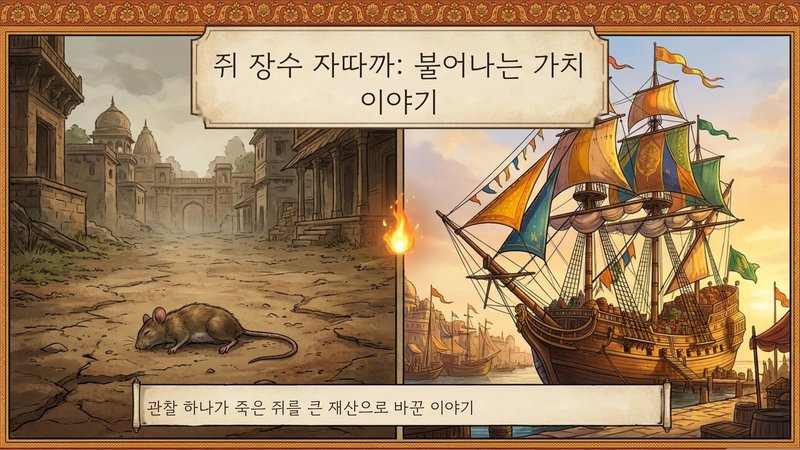 쥐 장수 자따까: 불어나는 가치
이야기
관찰 하나가 죽은 쥐를 큰 재산으로 바꾼 이야기